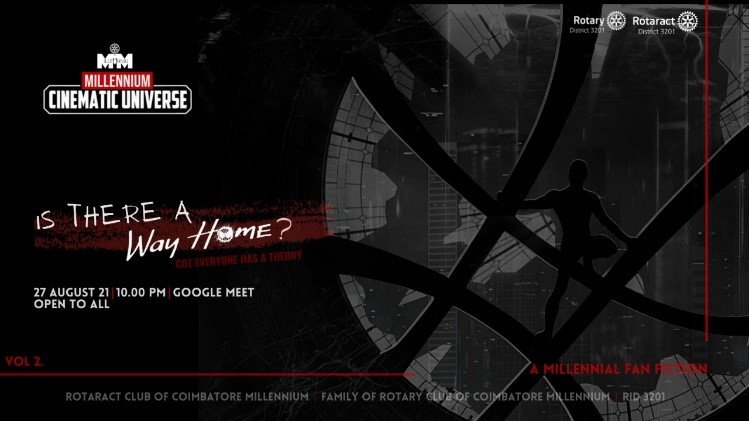 Rotary
District 3201
Rotaract
District 3201
MILLENNIUM
CINEMATIC UNIVERSE
IS THERE A
Way Home?
COZ EVERYONE HAS A THEORY
27 AUGUST 21|10.00 PM|GOOGLE MEET
OPEN TO ALL
VOL 2.
A MILLENNIAL FAN FICTION
ROTARACT CLUB OF COIMBATORE MILLENNIUM | FAMILY OF ROTARY CLUB OF COIMBATORE MILLENNIUM | RID 3201